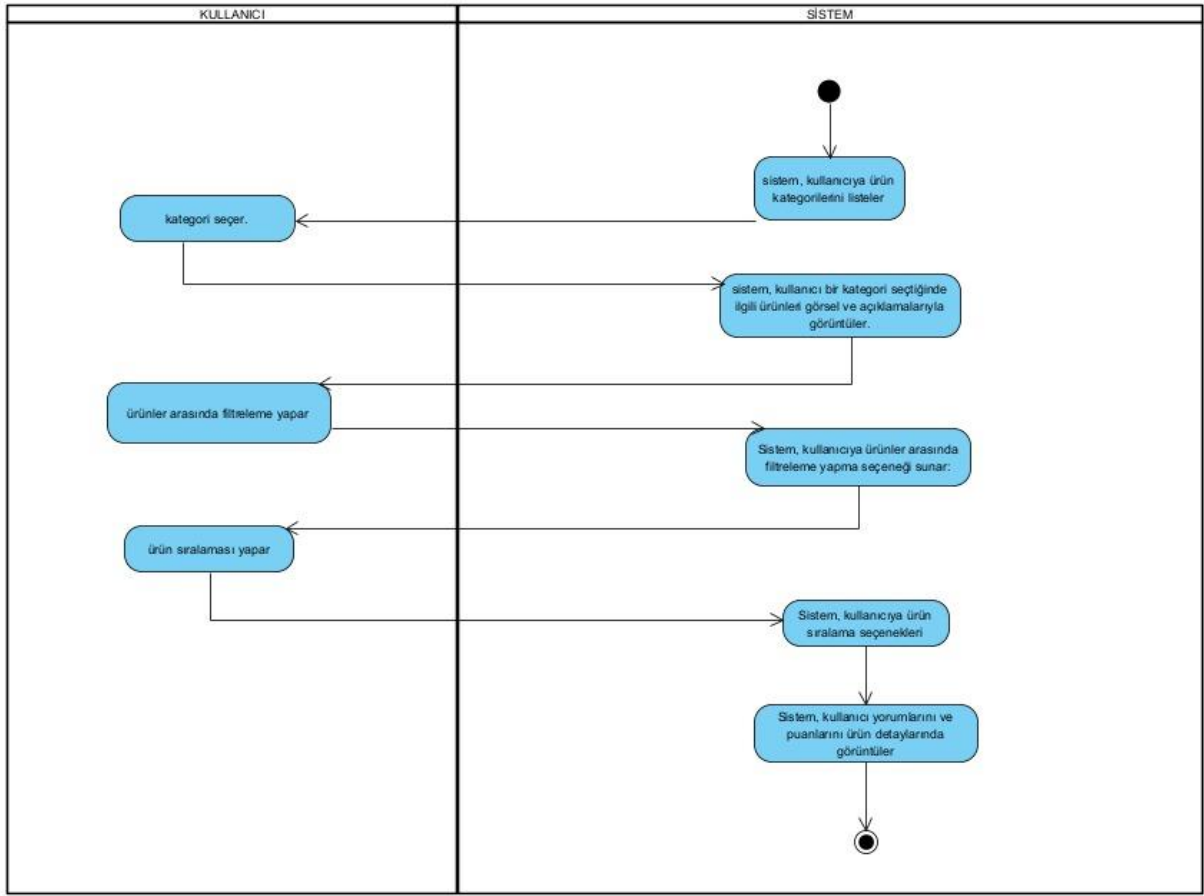 KULLANICI
SİSTEM
sistem, kullanıcıya ürün
kategorilerini listeler
kategori seçer.
sistem, kullanıcı bir kategori seçtiğinde
ilgili ürünleri görsel ve açıklamalarıyla
görüntüler.
ürünler arasında filtreleme yapar
Sistem, kullanıcıya ürünler arasında
filtreleme yapma seçeneği sunar:
ürün sıralaması yapar
Sistem, kullanıcıya ürün
sıralama seçenekleri
Sistem, kullanıcı yorumlarını ve
puanlarını ürün detaylarında
görüntüler